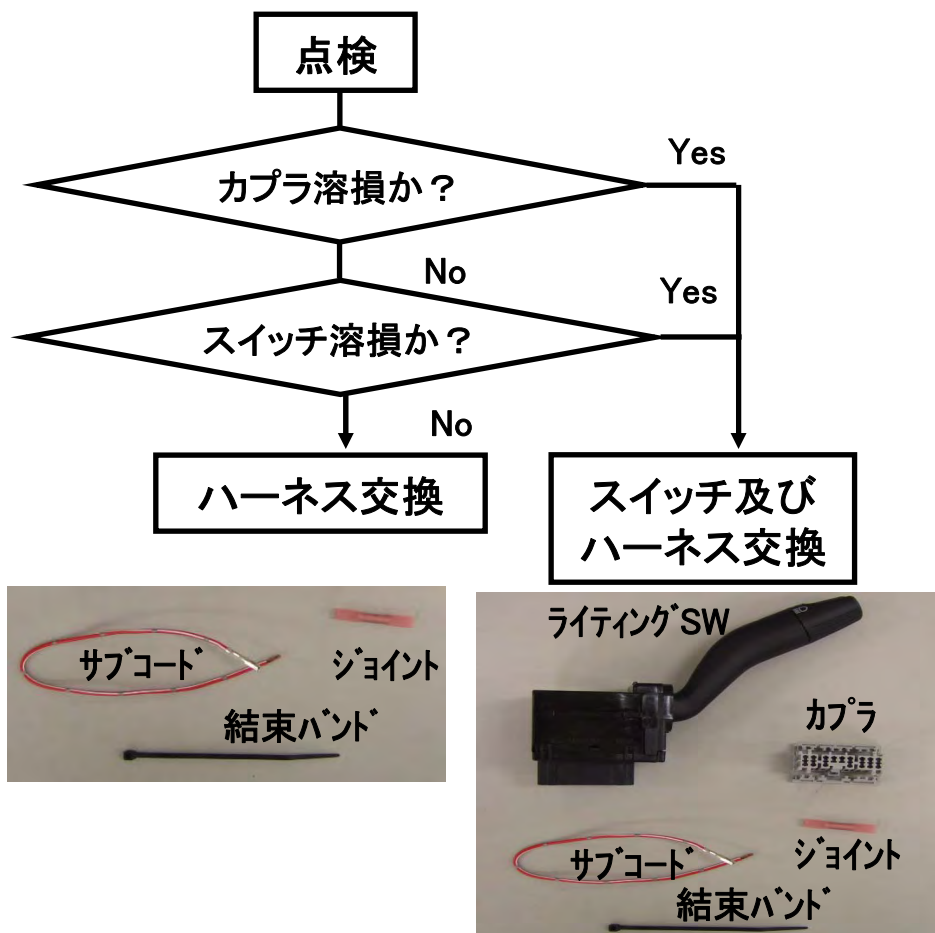 点検
カプラ溶損か？
Yes
No
スイッチ溶損か？
Yes
No
ハーネス交換
スイッチ及び
ハーネス交換
サブコード
ジョイント
結束バンド
ライティングSW
カプラ
ジョイント
サブコード
結束バンド